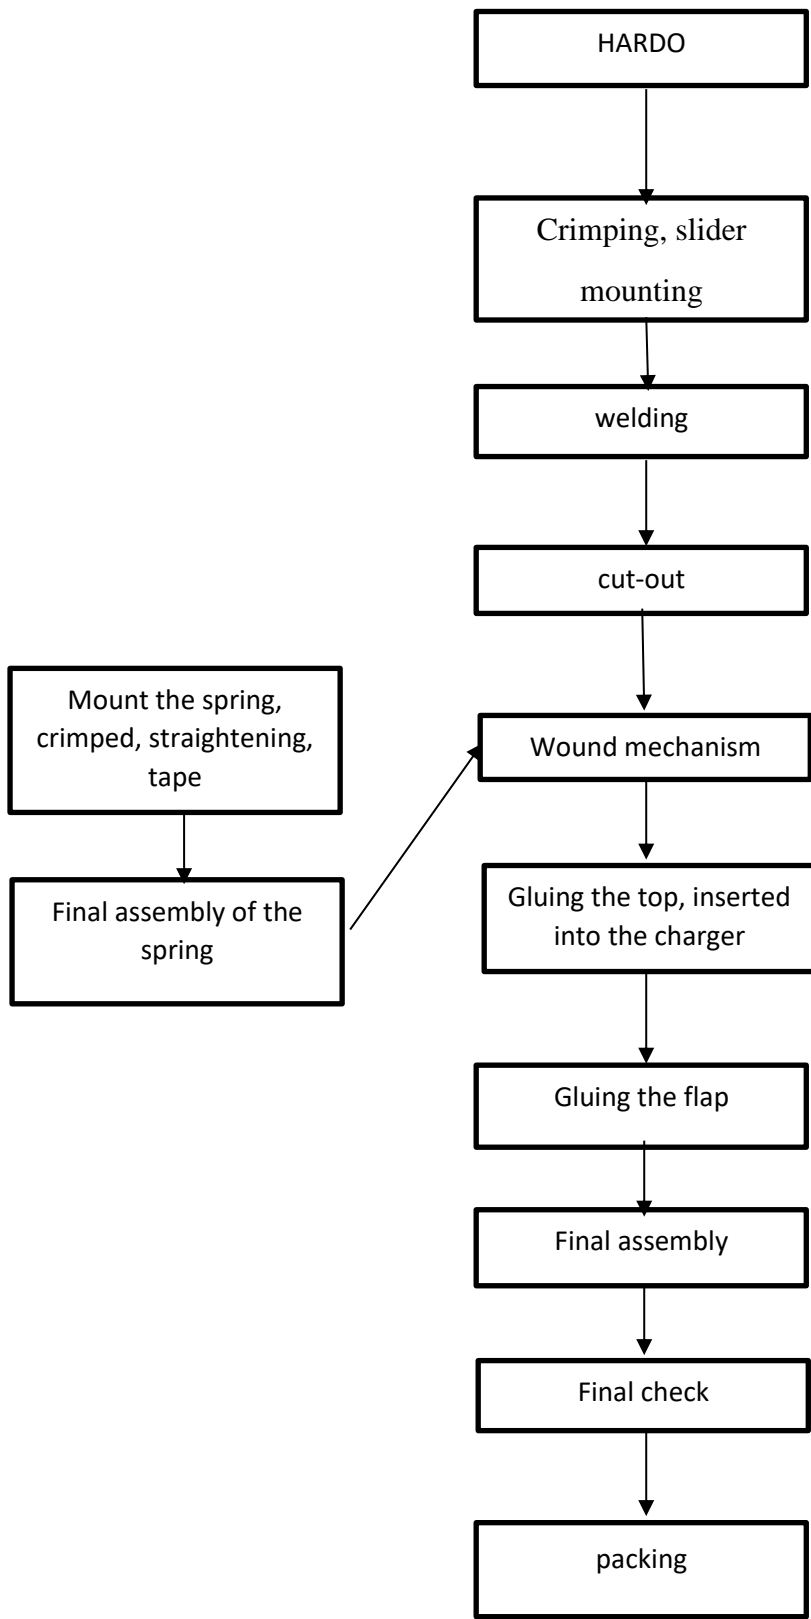 HARDO
Crimping, slider
mounting
welding
cut-out
Mount the spring,
crimped, straightening,
tape
Final assembly of the
spring
Wound mechanism
Gluing the top, inserted
into the charger
Gluing the flap
Final assembly
Final check
packing